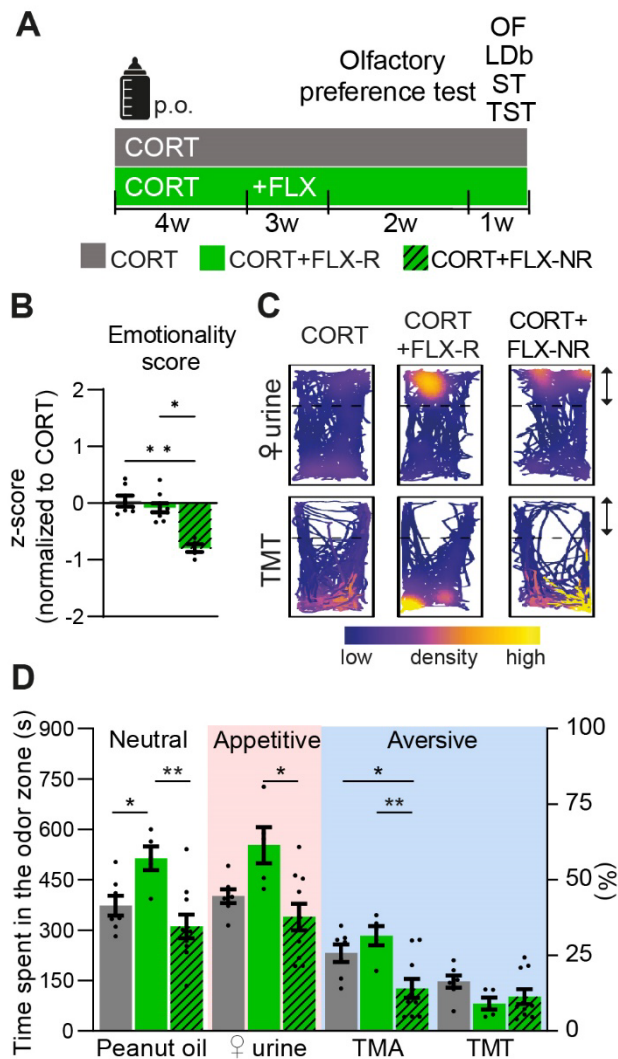 A
p.o.
Olfactory
preference test
OF
LDb
ST
TST
CORT
CORT +FLX
4w 3w 2w 1w
CORT CORT+FLX-R CORT+FLX-NR
B
Emotionality
score
z-score
(normalized to CORT)
2
1
0
-1
-2
*
* *
C
CORT
CORT
+FLX-R
CORT+
FLX-NR
♀ urine
TMT
low density high
D
Time spent in the odor zone (s)
900
750
600
450
300
150
0
Neutral Appetitive Aversive
* ** * * **
100
75
50
25
0
(%)
Peanut oil ♀ urine TMA TMT